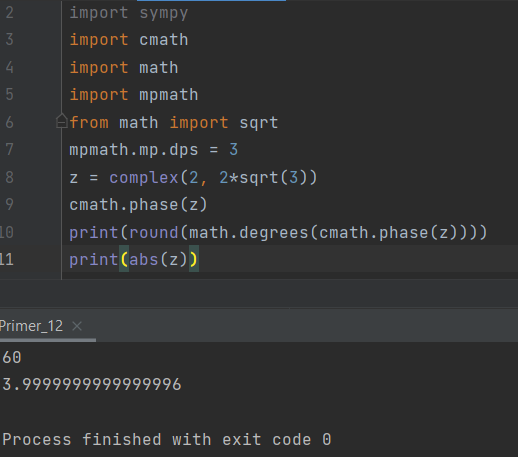 2 import sympy
3 import cmath
4 import math
5 import mpmath
6 from math import sqrt
7 mpmath.mp.dps = 3
8 z = complex(2, 2*sqrt(3))
9 cmath.phase(z)
10 print(round(math.degrees(cmath.phase(z))))
11 print(abs(z))
Primer_12 ×
60
3.9999999999999996
Process finished with exit code 0